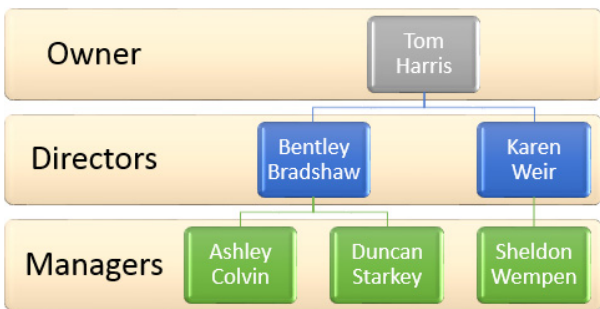 Owner
Tom
Harris
Directors
Bentley
Bradshaw
Karen
Weir
Managers
Ashley
Colvin
Duncan
Starkey
Sheldon
Wempen